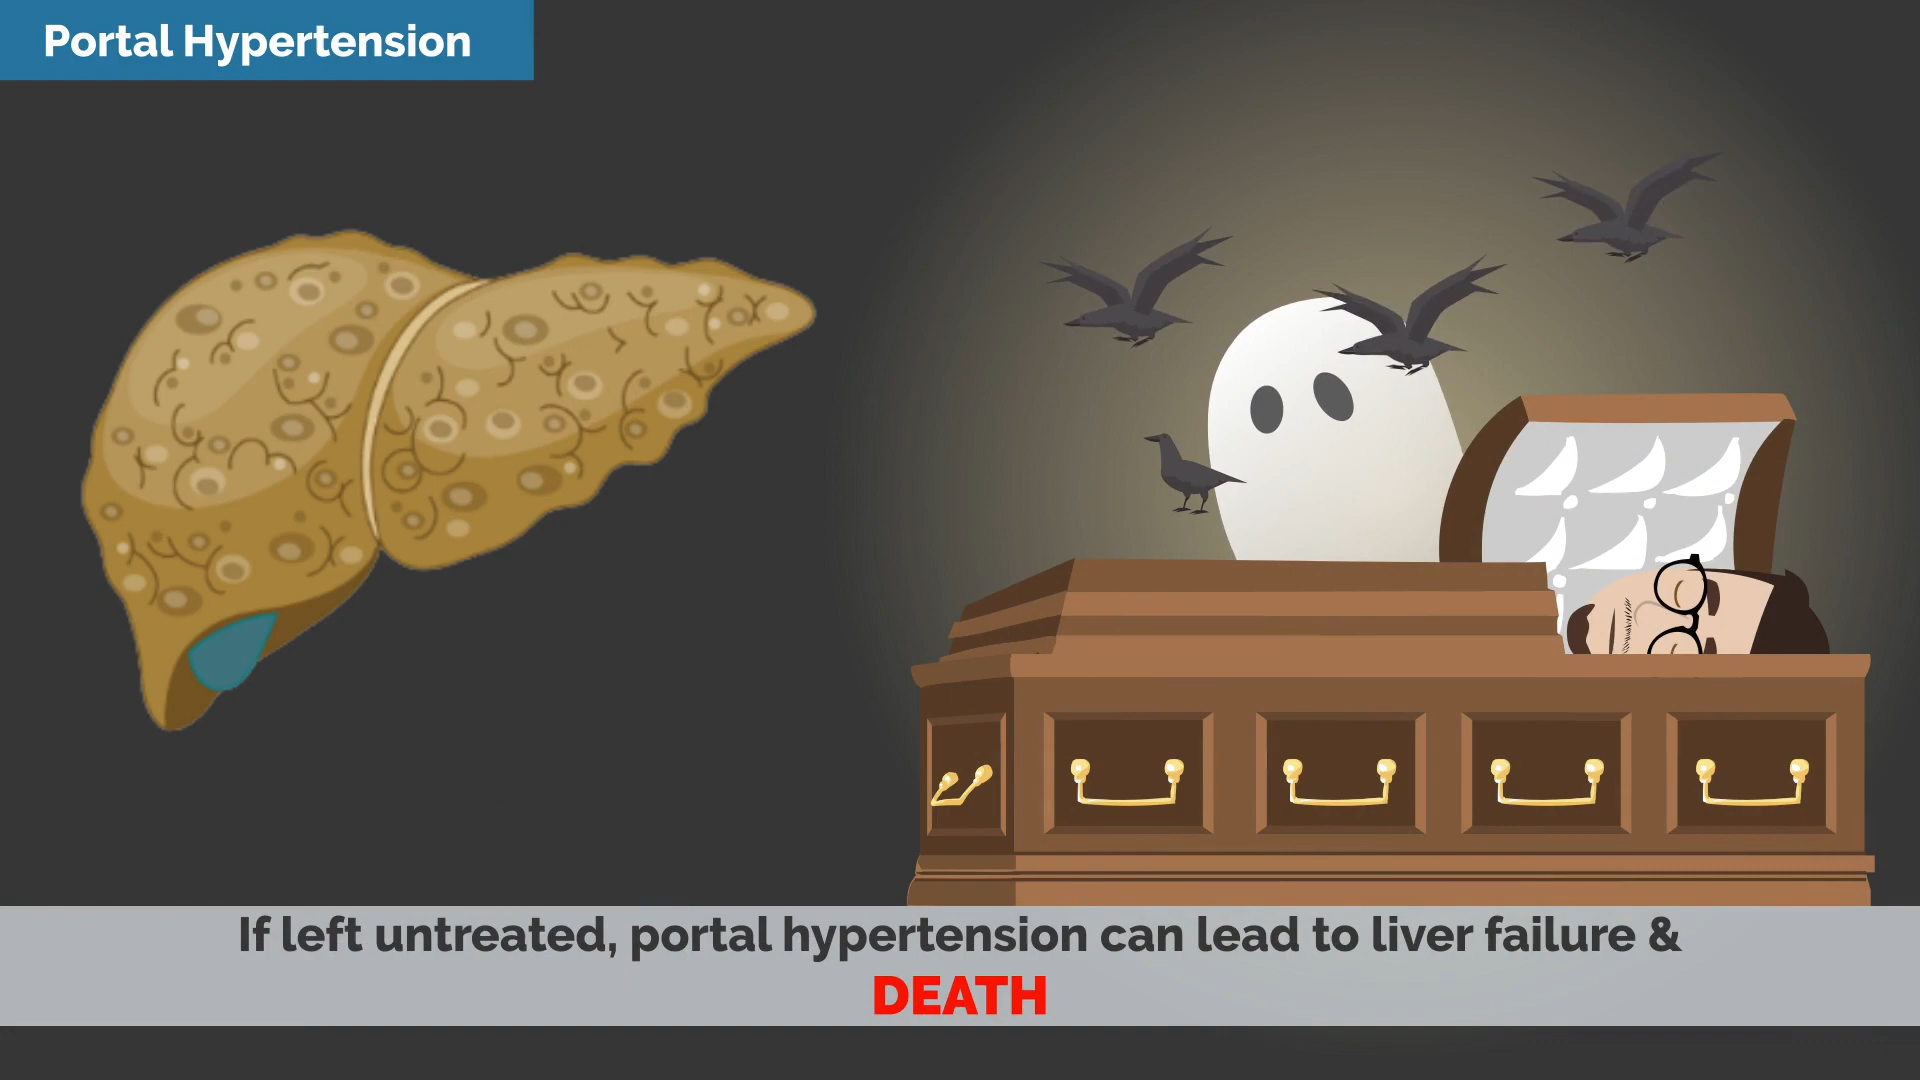 Portal Hypertension
If left untreated, portal hypertension can lead to liver failure &
DEATH